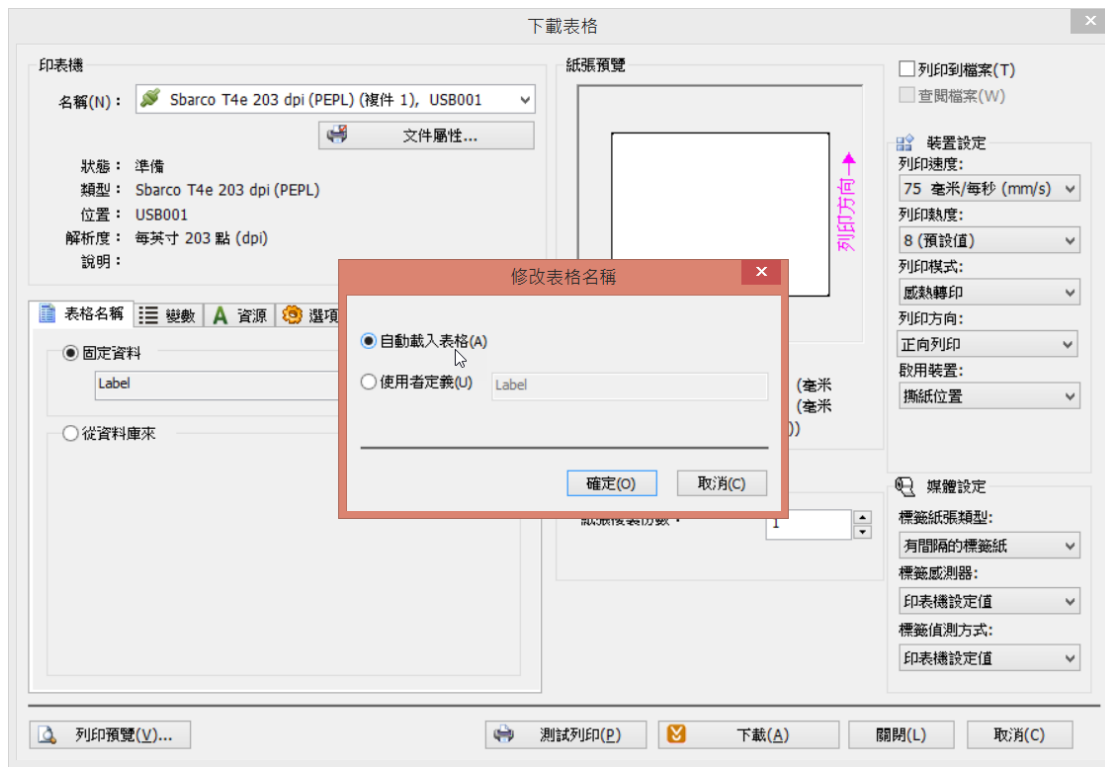 下載表格
印表機
名稱(N)： Sbarco T4e 203 dpi (PEPL) (複件 1)，USB001
文件屬性...
狀態： 準備
類型： Sbarco T4e 203 dpi (PEPL)
位置： USB001
解析度： 每英寸 203 點 (dpi)
說明：
表格名稱 變數 A 資源 選項
固定資料
Label
從資料庫來
紙張預覽
列印方向
(毫米
(毫米
))
紙張複製份數： 1
修改表格名稱
自動載入表格(A)
使用者定義(U) Label
確定(O) 取消(C)
列印到檔案(T)
查閱檔案(W)
裝置設定
列印速度:
75 毫米/每秒 (mm/s)
列印熱度:
8 (預設值)
列印模式:
感熱轉印
列印方向:
正向列印
啟用裝置:
撕紙位置
媒體設定
標籤紙張類型:
有間隔的標籤紙
標籤感測器:
印表機設定值
標籤偵測方式:
印表機設定值
列印預覽(V)... 測試列印(P) 下載(A) 關閉(L) 取消(C)